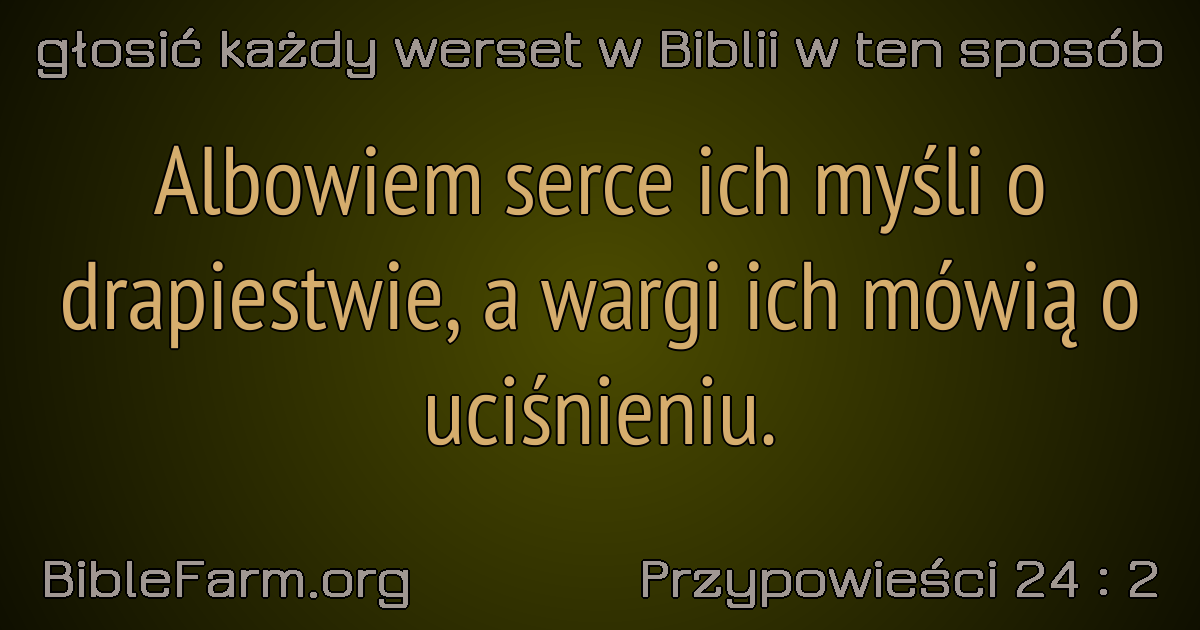 głosić każdy werset w Biblii w ten sposób
Albowiem serce ich myśli o
drapiestwie, a wargi ich mówią o
uciśnieniu.
BibleFarm.org
Przypowieści 24 : 2